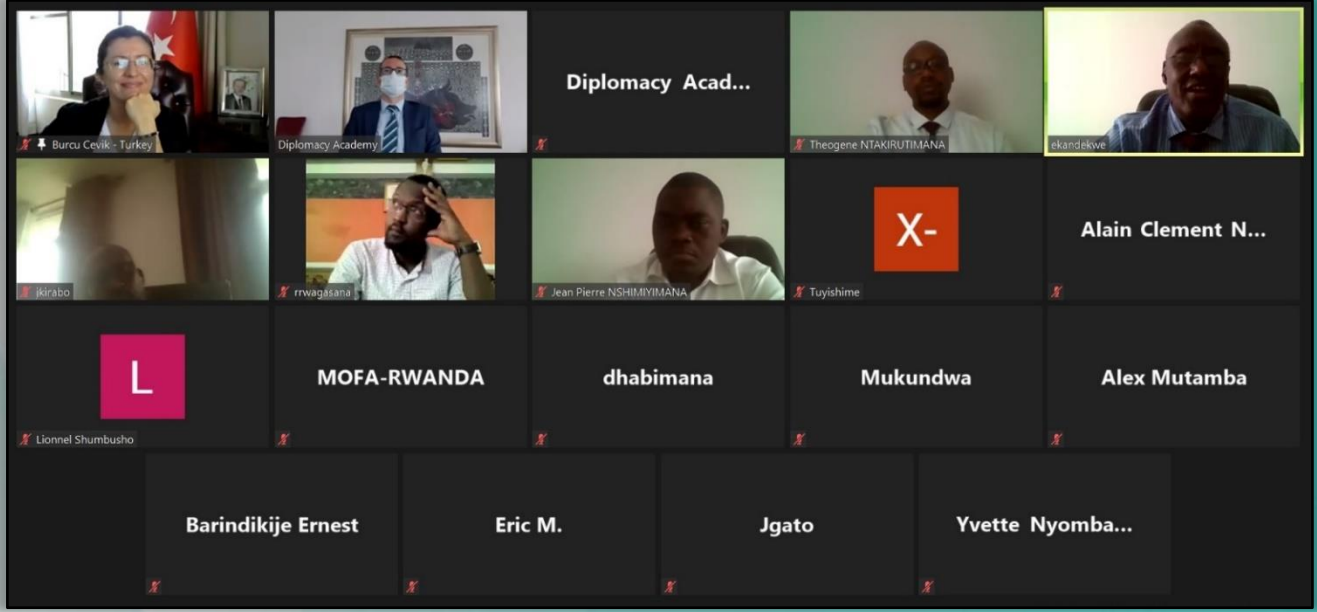 Burcu Cevik - Turkey
Diplomacy Academy
Diplomacy Acad...
Theogene NTAKIRUTIMANA
ekandekwe
jkirabo
rrwagasana
Jean Pierre NSHIMIYIMANA
X-
Tuyishime
Alain Clement N...
L
Lionnel Shumbusho
MOFA-RWANDA
dhabimana
Mukundwa
Alex Mutamba
Barindikije Ernest
Eric M.
Jgato
Yvette Nyomba...